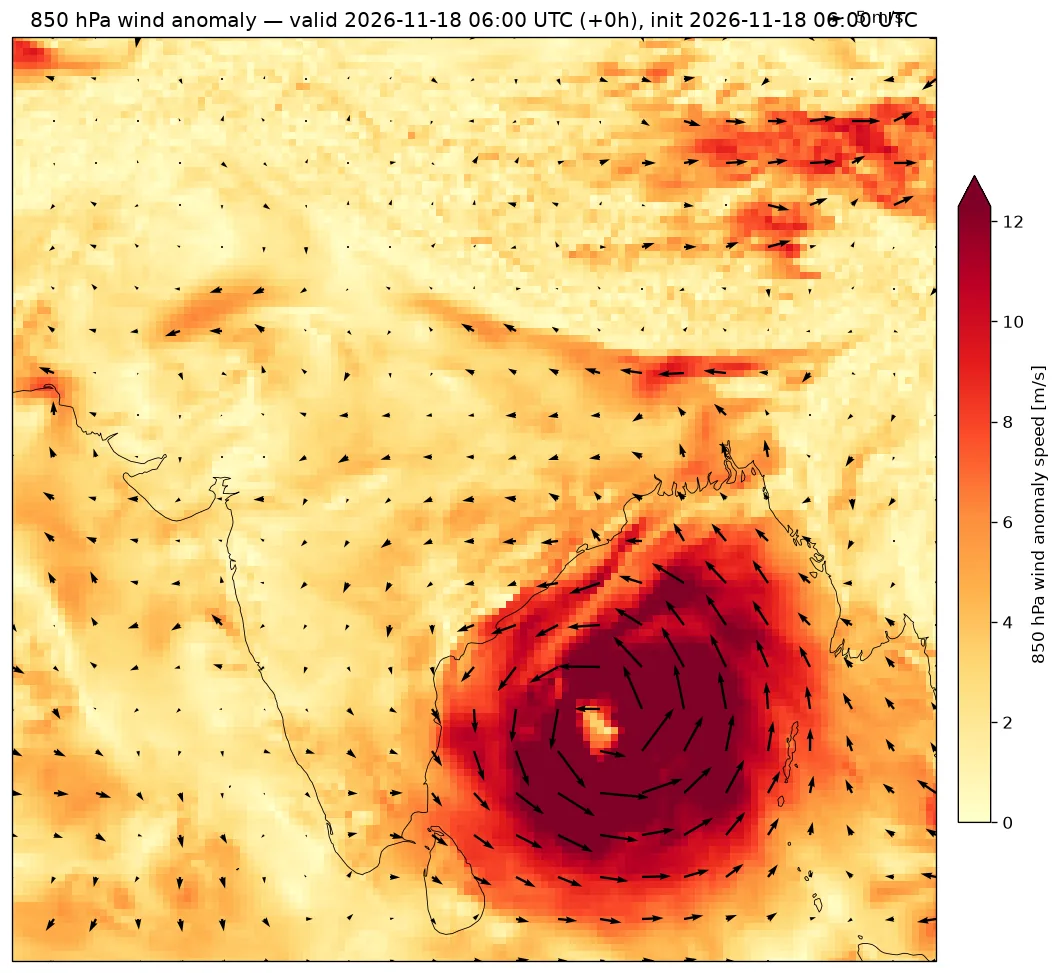 850 hPa wind anomaly — valid 2026-11-18 06:00 UTC (+0h), init 2026-11-18 06:00 UTC
5 m/s
12
10
8
6
4
2
0
850 hPa wind anomaly speed [m/s]